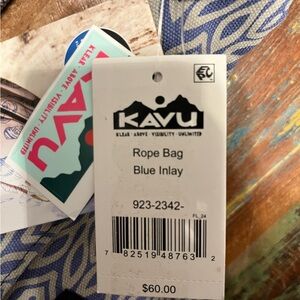 KAVU
KLEAR ABOVE - VISIBILITY UNLIMITED
KAVU
KLEAR ABOVE - VISIBILITY UNLIMITED
Rope Bag
Blue Inlay
923-2342-
FL_24
7 82519 48763 2
$60.00